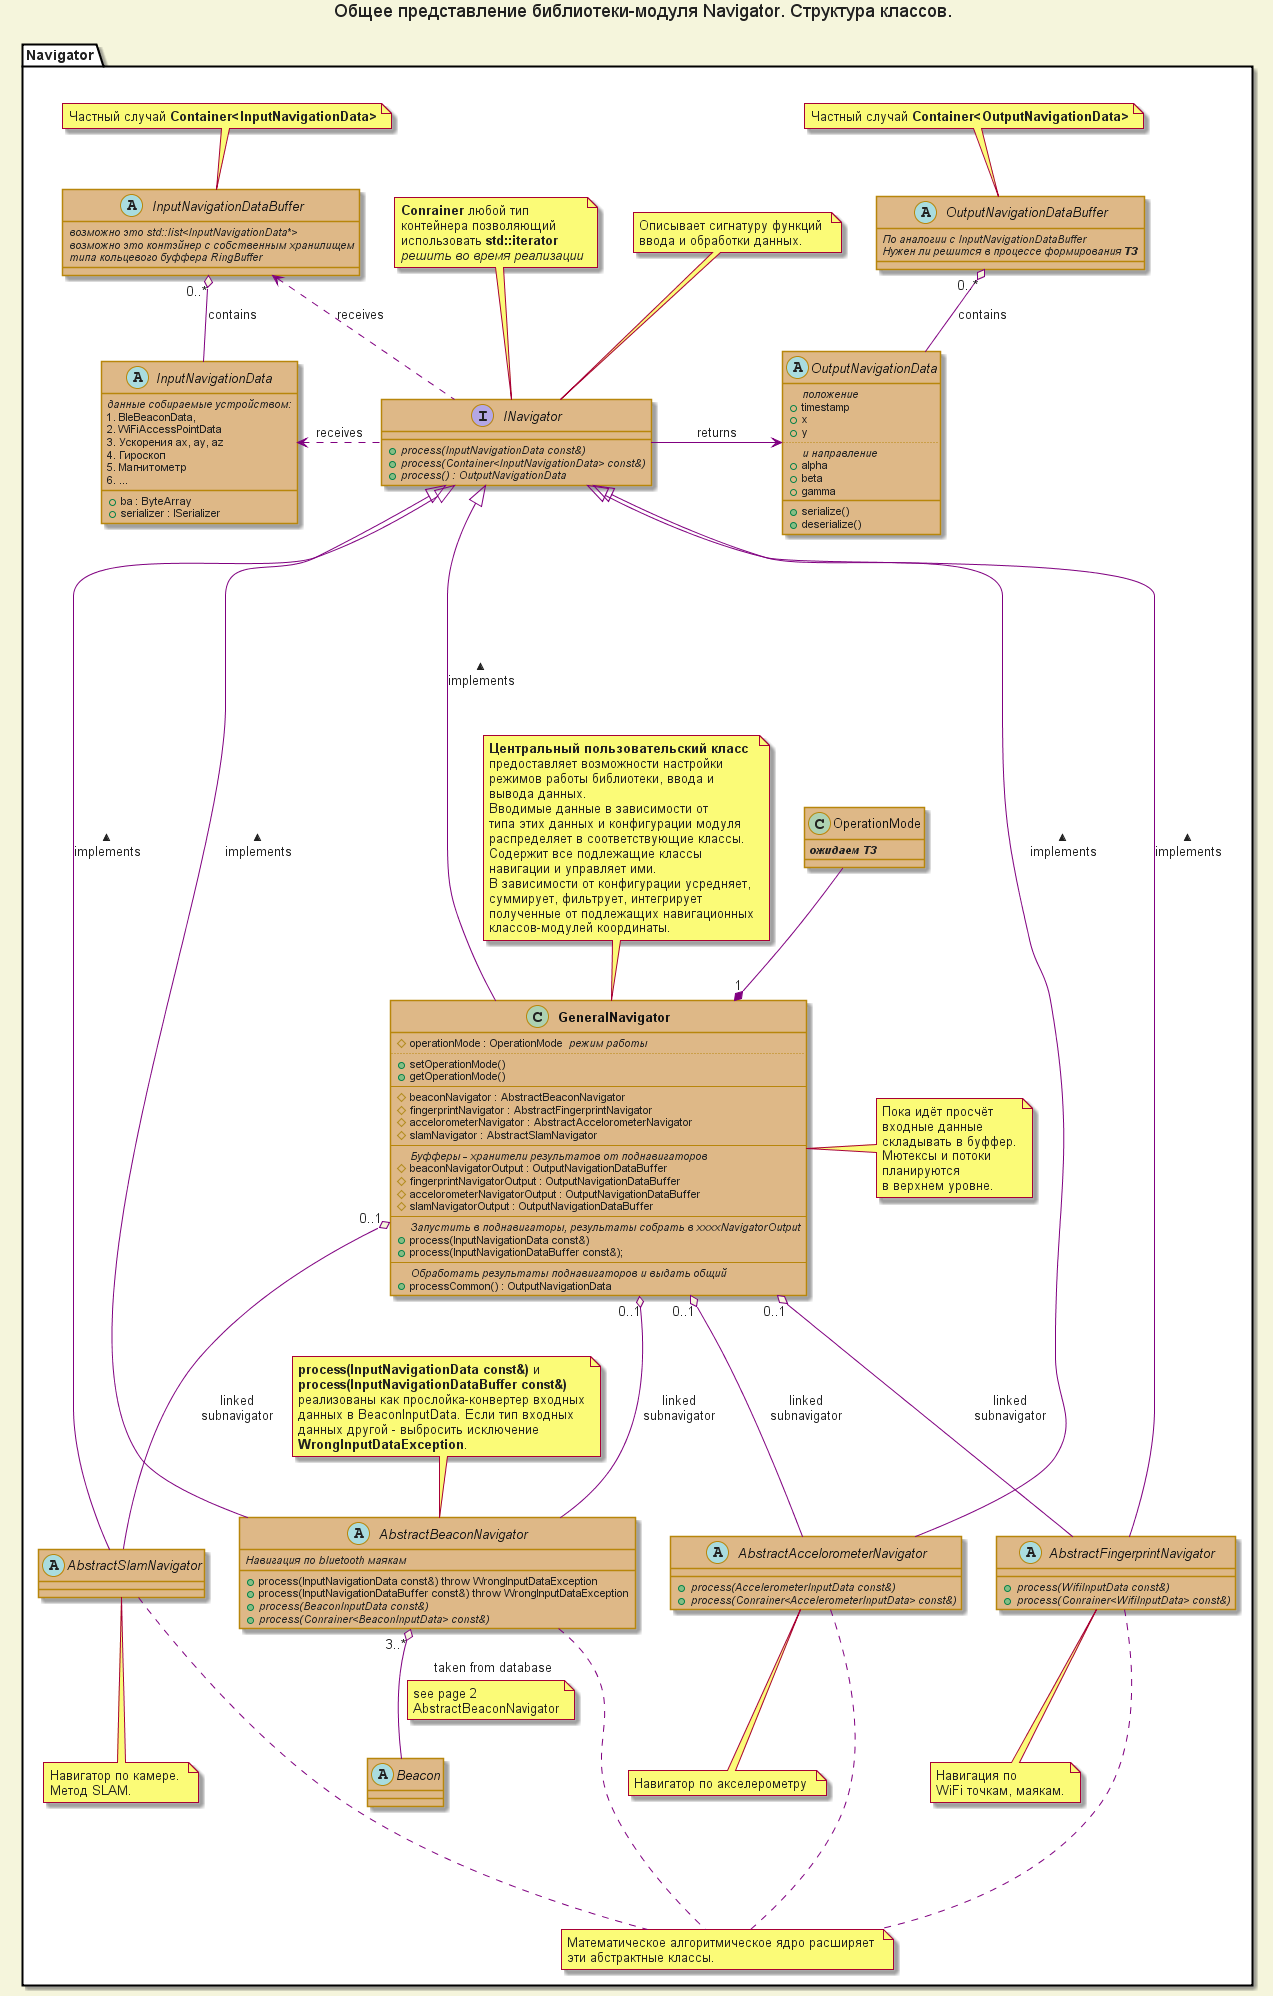 Общее представление библиотеки-модуля Navigator. Структура классов.
Navigator
Частный случай Container<InputNavigationData>
Частный случай Container<OutputNavigationData>
InputNavigationDataBuffer
возможно это std::list<InputNavigationData*>
возможно это контэйнер с собственным хранилищем
типа кольцевого буффера RingBuffer
Conrainer любой тип
контейнера позволяющий
использовать std::iterator
решить во время реализации
Описывает сигнатуру функций
ввода и обработки данных.
OutputNavigationDataBuffer
По аналогии с InputNavigationDataBuffer
Нужен ли решится в процессе формирования ТЗ
0..*
contains
receives
0..*
contains
InputNavigationData
данные собираемые устройством:
1. BleBeaconData,
2. WiFiAccessPointData
3. Ускорения ax, ay, az
4. Гироскоп
5. Магнитометр
6. ...
ba : ByteArray
serializer : ISerializer
receives
INavigator
process(InputNavigationData const&)
process(Container<InputNavigationData> const&)
process() : OutputNavigationData
returns
OutputNavigationData
положение
timestamp
x
y
и направление
alpha
beta
gamma
serialize()
deserialize()
implements
Центральный пользовательский класс
предоставляет возможности настройки
режимов работы библиотеки, ввода и
вывода данных.
Вводимые данные в зависимости от
типа этих данных и конфигурации модуля
распределяет в соответствующие классы.
Содержит все подлежащие классы
навигации и управляет ими.
В зависимости от конфигурации усредняет,
суммирует, фильтрует, интегрирует
полученные от подлежащих навигационных
классов-модулей координаты.
OperationMode
ожидаем ТЗ
implements
implements
implements
implements
1
GeneralNavigator
operationMode : OperationMode режим работы
setOperationMode()
getOperationMode()
beaconNavigator : AbstractBeaconNavigator
fingerprintNavigator : AbstractFingerprintNavigator
accelorometerNavigator : AbstractAccelorometerNavigator
slamNavigator : AbstractSlamNavigator
Буфферы - хранители результатов от поднавигаторов
beaconNavigatorOutput : OutputNavigationDataBuffer
fingerprintNavigatorOutput : OutputNavigationDataBuffer
accelorometerNavigatorOutput : OutputNavigationDataBuffer
slamNavigatorOutput : OutputNavigationDataBuffer
Запустить в поднавигаторы, результаты собрать в xxxxNavigatorOutput
process(InputNavigationData const&)
process(InputNavigationDataBuffer const&);
Обработать результаты поднавигаторов и выдать общий
processCommon() : OutputNavigationData
Пока идёт просчёт
входные данные
складывать в буффер.
Мютексы и потоки
планируются
в верхнем уровне.
0..1
0..1
0..1
0..1
process(InputNavigationData const&) и
process(InputNavigationDataBuffer const&)
реализованы как прослойка-конвертер входных
данных в BeaconInputData. Если тип входных
данных другой - выбросить исключение
WrongInputDataException.
linked
subnavigator
linked
subnavigator
linked
subnavigator
linked
subnavigator
AbstractSlamNavigator
AbstractBeaconNavigator
Навигация по bluetooth маякам
process(InputNavigationData const&) throw WrongInputDataException
process(InputNavigationDataBuffer const&) throw WrongInputDataException
process(BeaconInputData const&)
process(Conrainer<BeaconInputData> const&)
AbstractAccelorometerNavigator
process(AccelerometerInputData const&)
process(Conrainer<AccelerometerInputData> const&)
AbstractFingerprintNavigator
process(WifiInputData const&)
process(Conrainer<WifiInputData> const&)
3..*
taken from database
see page 2
AbstractBeaconNavigator
Beacon
Навигатор по камере.
Метод SLAM.
Навигатор по акселерометру
Навигация по
WiFi точкам, маякам.
Математическое алгоритмическое ядро расширяет
эти абстрактные классы.